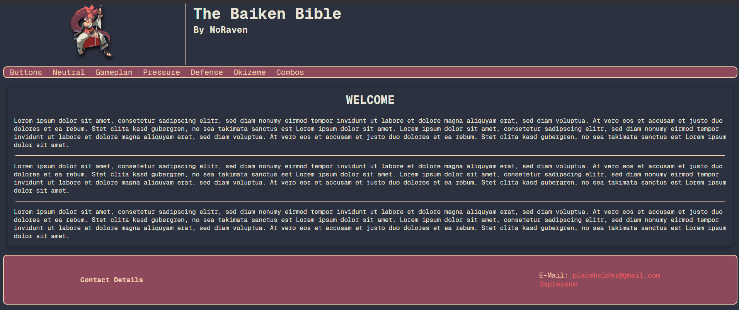 The Baiken Bible
By NoRaven
Buttons Neutral Gameplan Pressure Defense Okizeme Combos
WELCOME
Lorem ipsum dolor sit amet, consetetur sadipscing elitr, sed diam nonumy eirmod tempor invidunt ut labore et dolore magna aliquyam erat, sed diam voluptua. At vero eos et accusam et justo duo
dolores et ea rebum. Stet clita kasd gubergren, no sea takimata sanctus est Lorem ipsum dolor sit amet. Lorem ipsum dolor sit amet, consetetur sadipscing elitr, sed diam nonumy eirmod tempor
invidunt ut labore et dolore magna aliquyam erat, sed diam voluptua. At vero eos et accusam et justo duo dolores et ea rebum. Stet clita kasd gubergren, no sea takimata sanctus est Lorem ipsum
dolor sit amet.
Lorem ipsum dolor sit amet, consetetur sadipscing elitr, sed diam nonumy eirmod tempor invidunt ut labore et dolore magna aliquyam erat, sed diam voluptua. At vero eos et accusam et justo duo
dolores et ea rebum. Stet clita kasd gubergren, no sea takimata sanctus est Lorem ipsum dolor sit amet. Lorem ipsum dolor sit amet, consetetur sadipscing elitr, sed diam nonumy eirmod tempor
invidunt ut labore et dolore magna aliquyam erat, sed diam voluptua. At vero eos et accusam et justo duo dolores et ea rebum. Stet clita kasd gubergren, no sea takimata sanctus est Lorem ipsum
dolor sit amet.
Lorem ipsum dolor sit amet, consetetur sadipscing elitr, sed diam nonumy eirmod tempor invidunt ut labore et dolore magna aliquyam erat, sed diam voluptua. At vero eos et accusam et justo duo
dolores et ea rebum. Stet clita kasd gubergren, no sea takimata sanctus est Lorem ipsum dolor sit amet. Lorem ipsum dolor sit amet, consetetur sadipscing elitr, sed diam nonumy eirmod tempor
invidunt ut labore et dolore magna aliquyam erat, sed diam voluptua. At vero eos et accusam et justo duo dolores et ea rebum. Stet clita kasd gubergren, no sea takimata sanctus est Lorem ipsum
dolor sit amet.
Contact Details
E-Mail: placeholder@gmail.com
Impressum